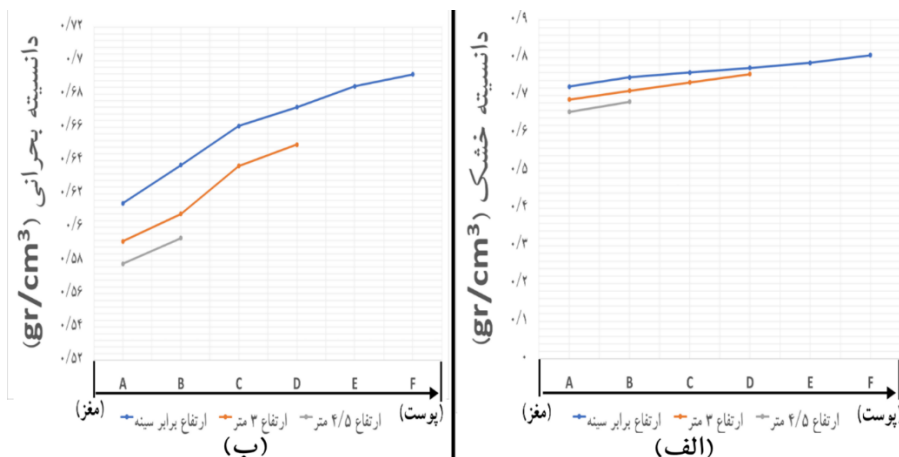 دانسیته خشک (gr/cm³)
۰/۹
۰/۸
۰/۷
۰/۶
۰/۵
۰/۴
۰/۳
۰/۲
۰/۱
۰
A B C D E F
(مغز) (پوست)
ارتفاع برابر سینه ارتفاع ۳ متر ارتفاع ۴/۵ متر
(الف)
دانسیته بحرانی (gr/cm³)
۰/۷۲
۰/۷
۰/۶۸
۰/۶۶
۰/۶۴
۰/۶۲
۰/۶
۰/۵۸
۰/۵۶
۰/۵۴
۰/۵۲
A B C D E F
(مغز) (پوست)
ارتفاع برابر سینه ارتفاع ۳ متر ارتفاع ۴/۵ متر
(ب)